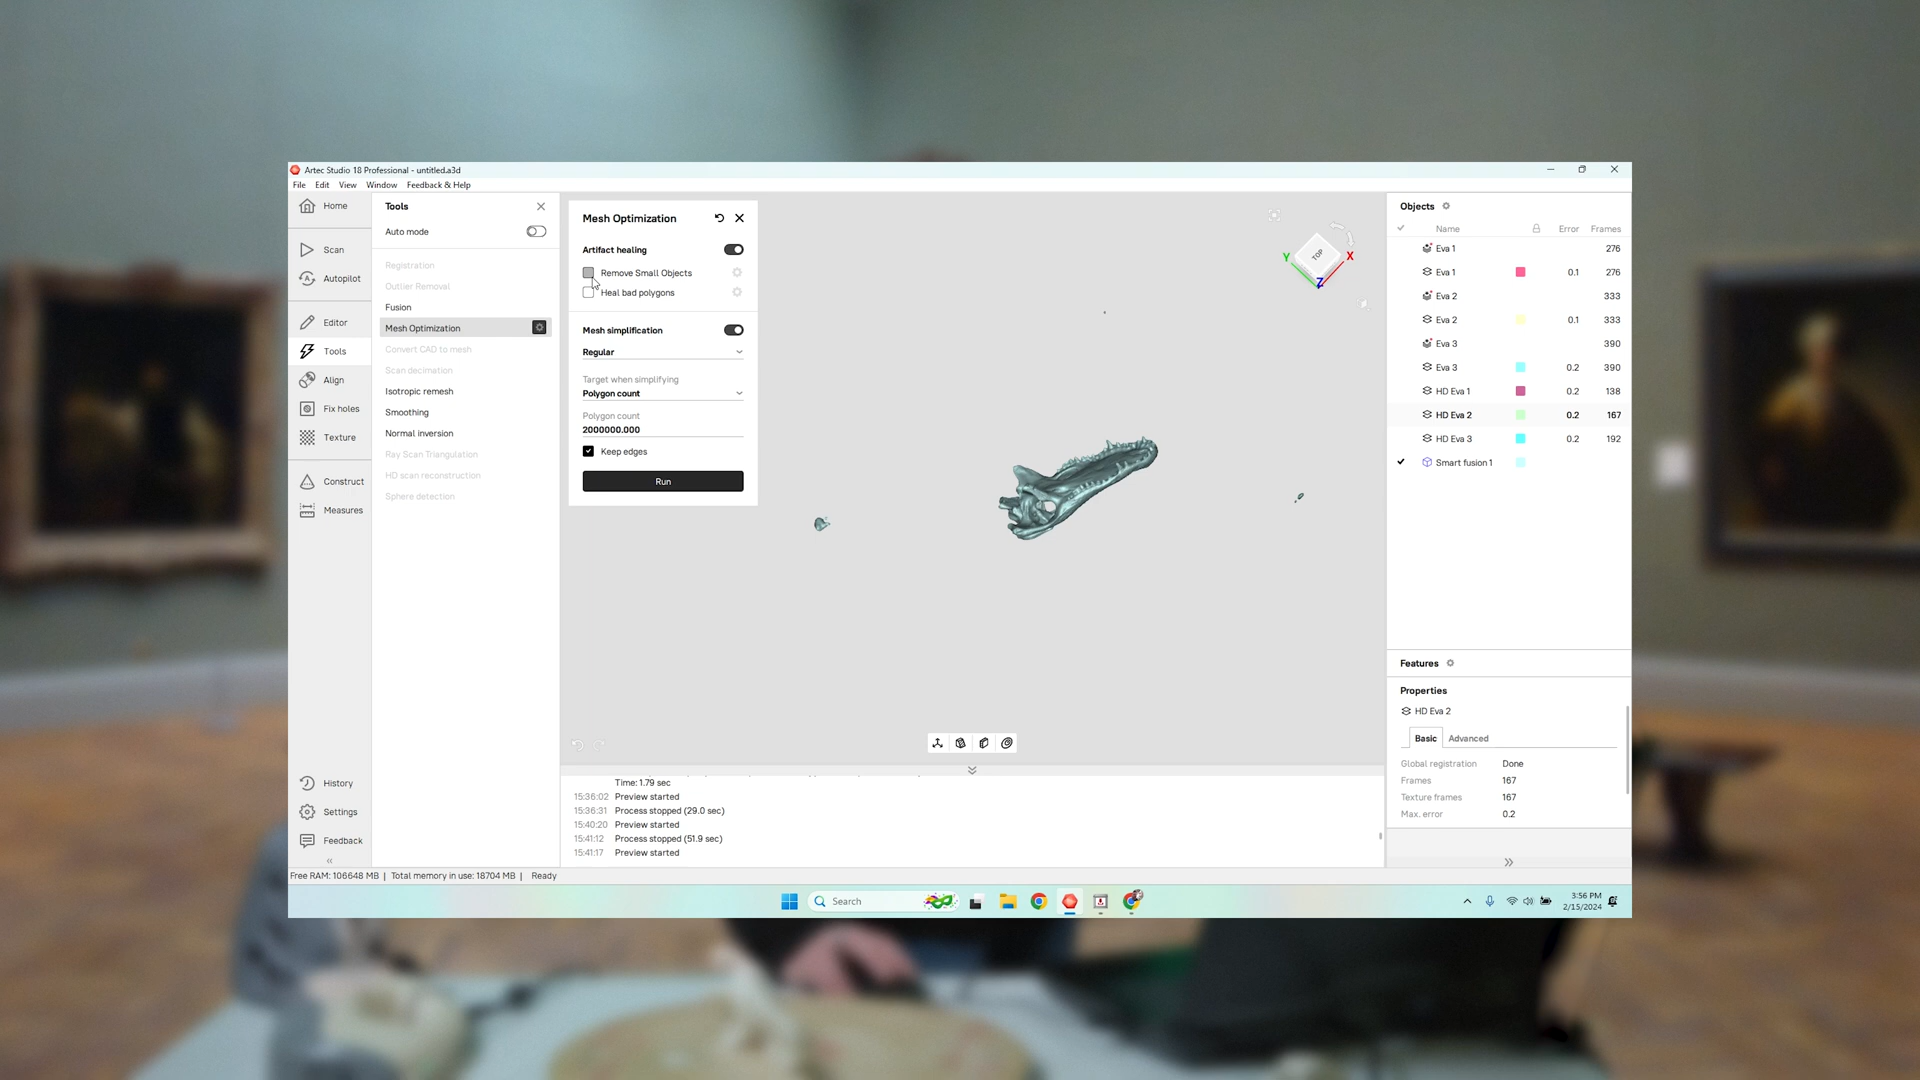 Artec Studio 18 Professional - untitled.a3d
File Edit View Window Feedback & Help
Home
Scan
Autopilot
Editor
Tools
Align
Fix holes
Texture
Construct
Measures
History
Settings
Feedback
Tools
Auto mode
Registration
Outlier Removal
Fusion
Mesh Optimization
Convert CAD to mesh
Scan decimation
Isotropic remesh
Smoothing
Normal inversion
Ray Scan Triangulation
HD scan reconstruction
Sphere detection
Mesh Optimization
Artifact healing
Remove Small Objects
Heal bad polygons
Mesh simplification
Regular
Target when simplifying
Polygon count
Polygon count
2000000.000
Keep edges
Run
TOP
Y
X
Z
Time: 1.79 sec
15:36:02 Preview started
15:36:31 Process stopped (29.0 sec)
15:40:20 Preview started
15:41:12 Process stopped (51.9 sec)
15:41:17 Preview started
Objects
Name Error Frames
Eva 1 276
Eva 1 0.1 276
Eva 2 333
Eva 2 0.1 333
Eva 3 390
Eva 3 0.2 390
HD Eva 1 0.2 138
HD Eva 2 0.2 167
HD Eva 3 0.2 192
Smart fusion 1
Features
Properties
HD Eva 2
Basic Advanced
Global registration Done
Frames 167
Texture frames 167
Max. error 0.2
Free RAM: 106648 MB | Total memory in use: 18704 MB | Ready
Search
3:56 PM
2/15/2024